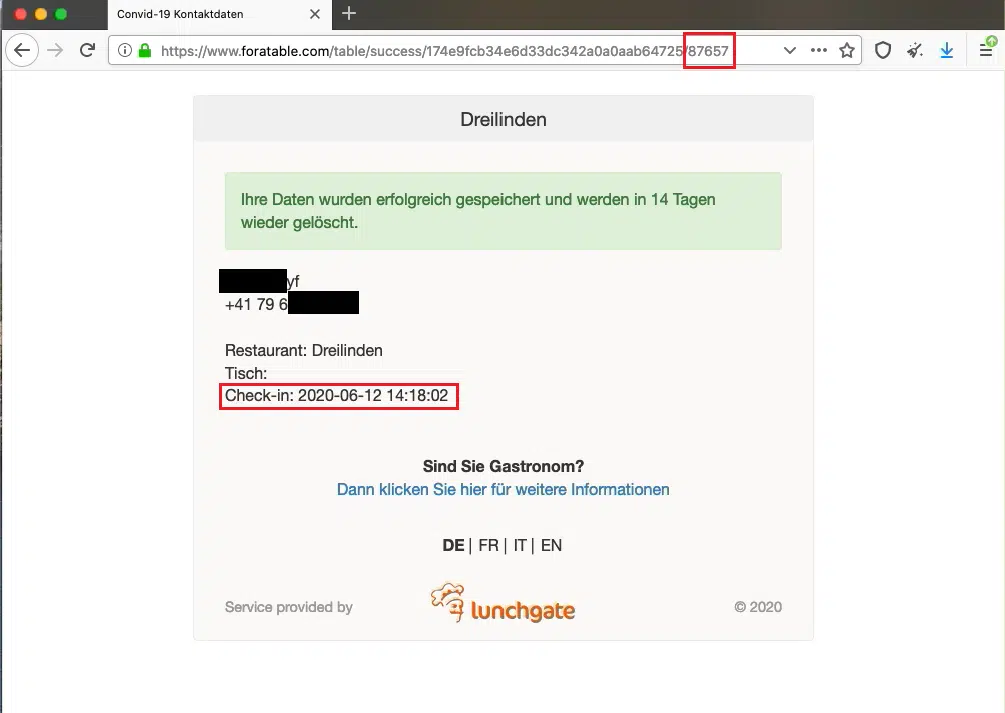 Convid-19 Kontaktdaten
https://www.foratable.com/table/success/174e9fcb34e6d33dc342a0a0aab64725/87657
Dreilinden
Ihre Daten wurden erfolgreich gespeichert und werden in 14 Tagen
wieder gelöscht.
yf
+41 79 6
Restaurant: Dreilinden
Tisch:
Check-in: 2020-06-12 14:18:02
Sind Sie Gastronom?
Dann klicken Sie hier für weitere Informationen
DE | FR | IT | EN
Service provided by lunchgate © 2020